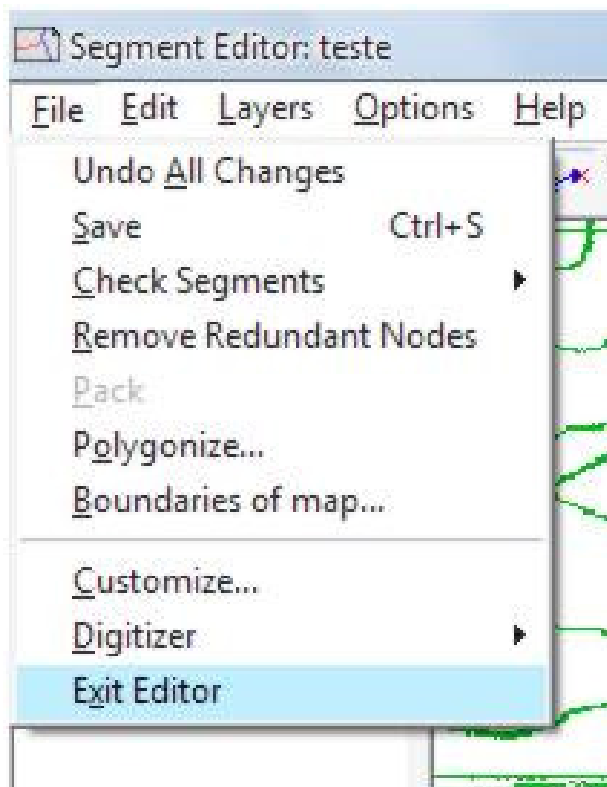 Segment Editor: teste
File Edit Layers Options Help
Undo All Changes
Save Ctrl+S
Check Segments
Remove Redundant Nodes
Pack
Polygonize...
Boundaries of map...
Customize...
Digitizer
Exit Editor